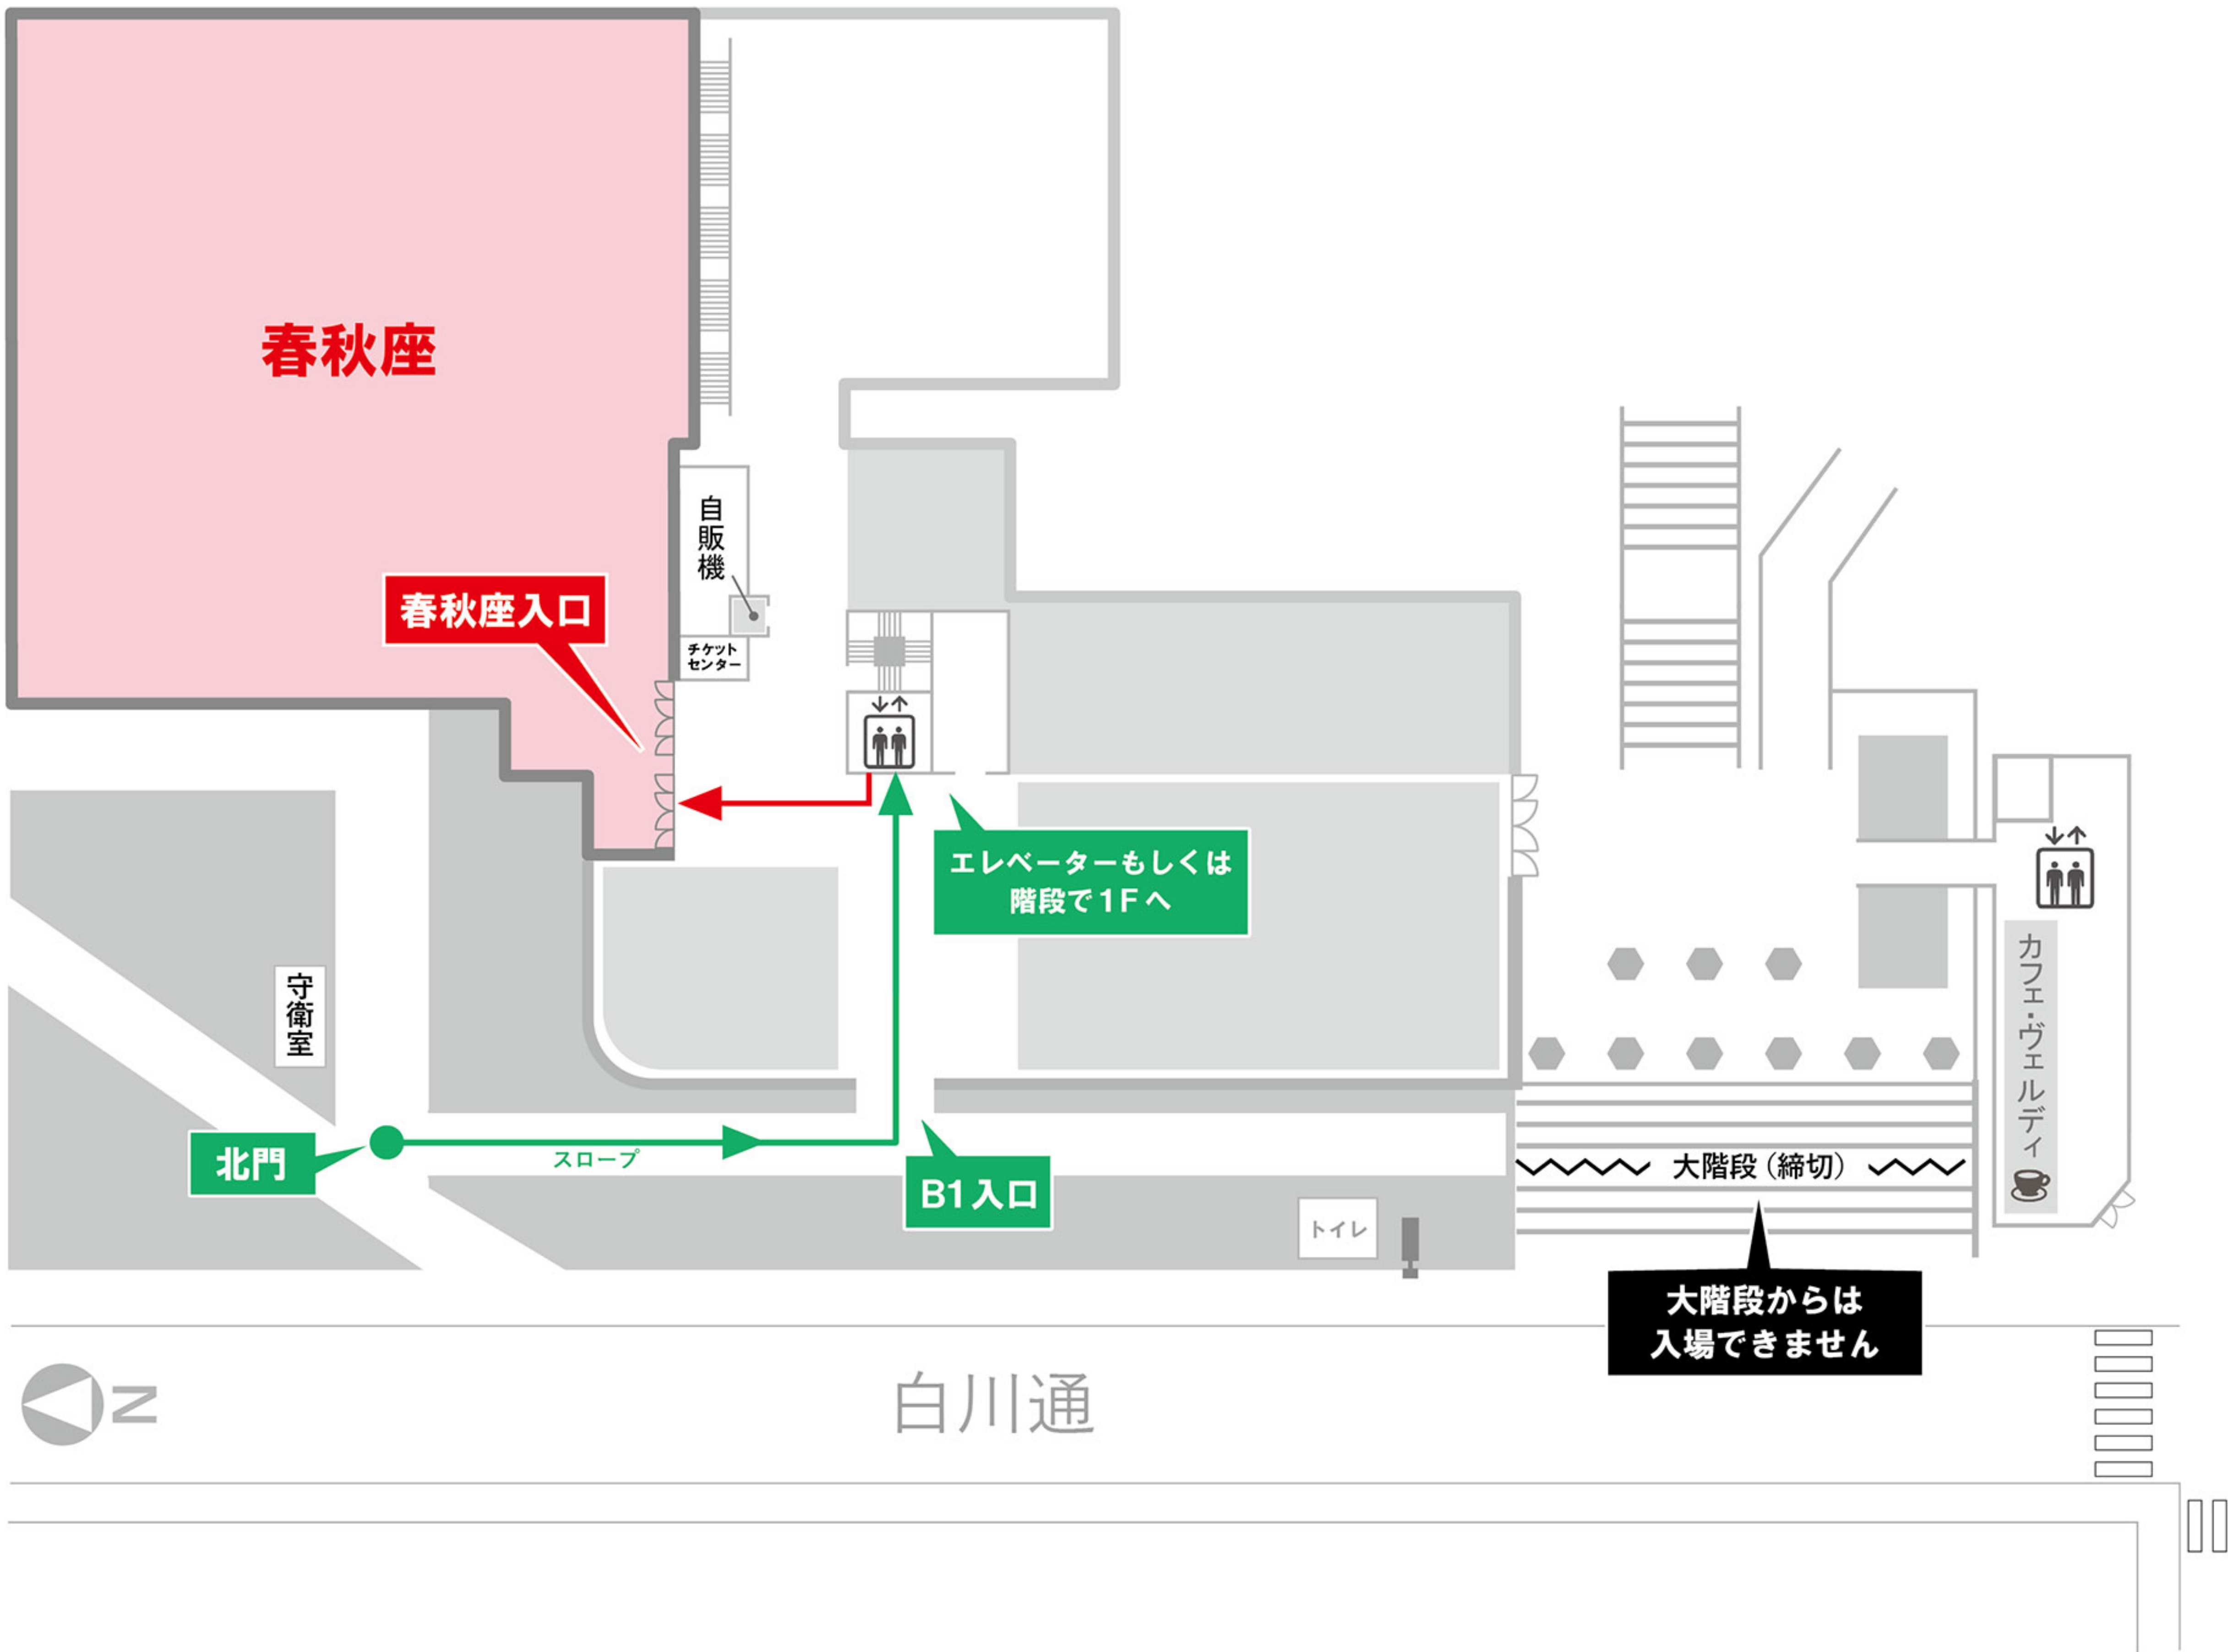 春秋座
自販機
春秋座入口
チケット
センター
エレベーターもしくは
階段で1Fへ
守衛室
カフェ・ヴェルディ
北門
スロープ
B1入口
大階段（締切）
トイレ
大階段からは
入場できません
N
白川通